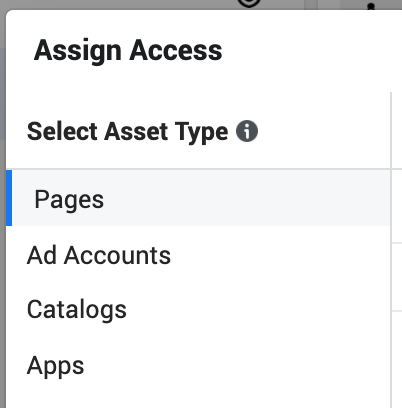 Assign Access
Select Asset Type
Pages
Ad Accounts
Catalogs
Apps